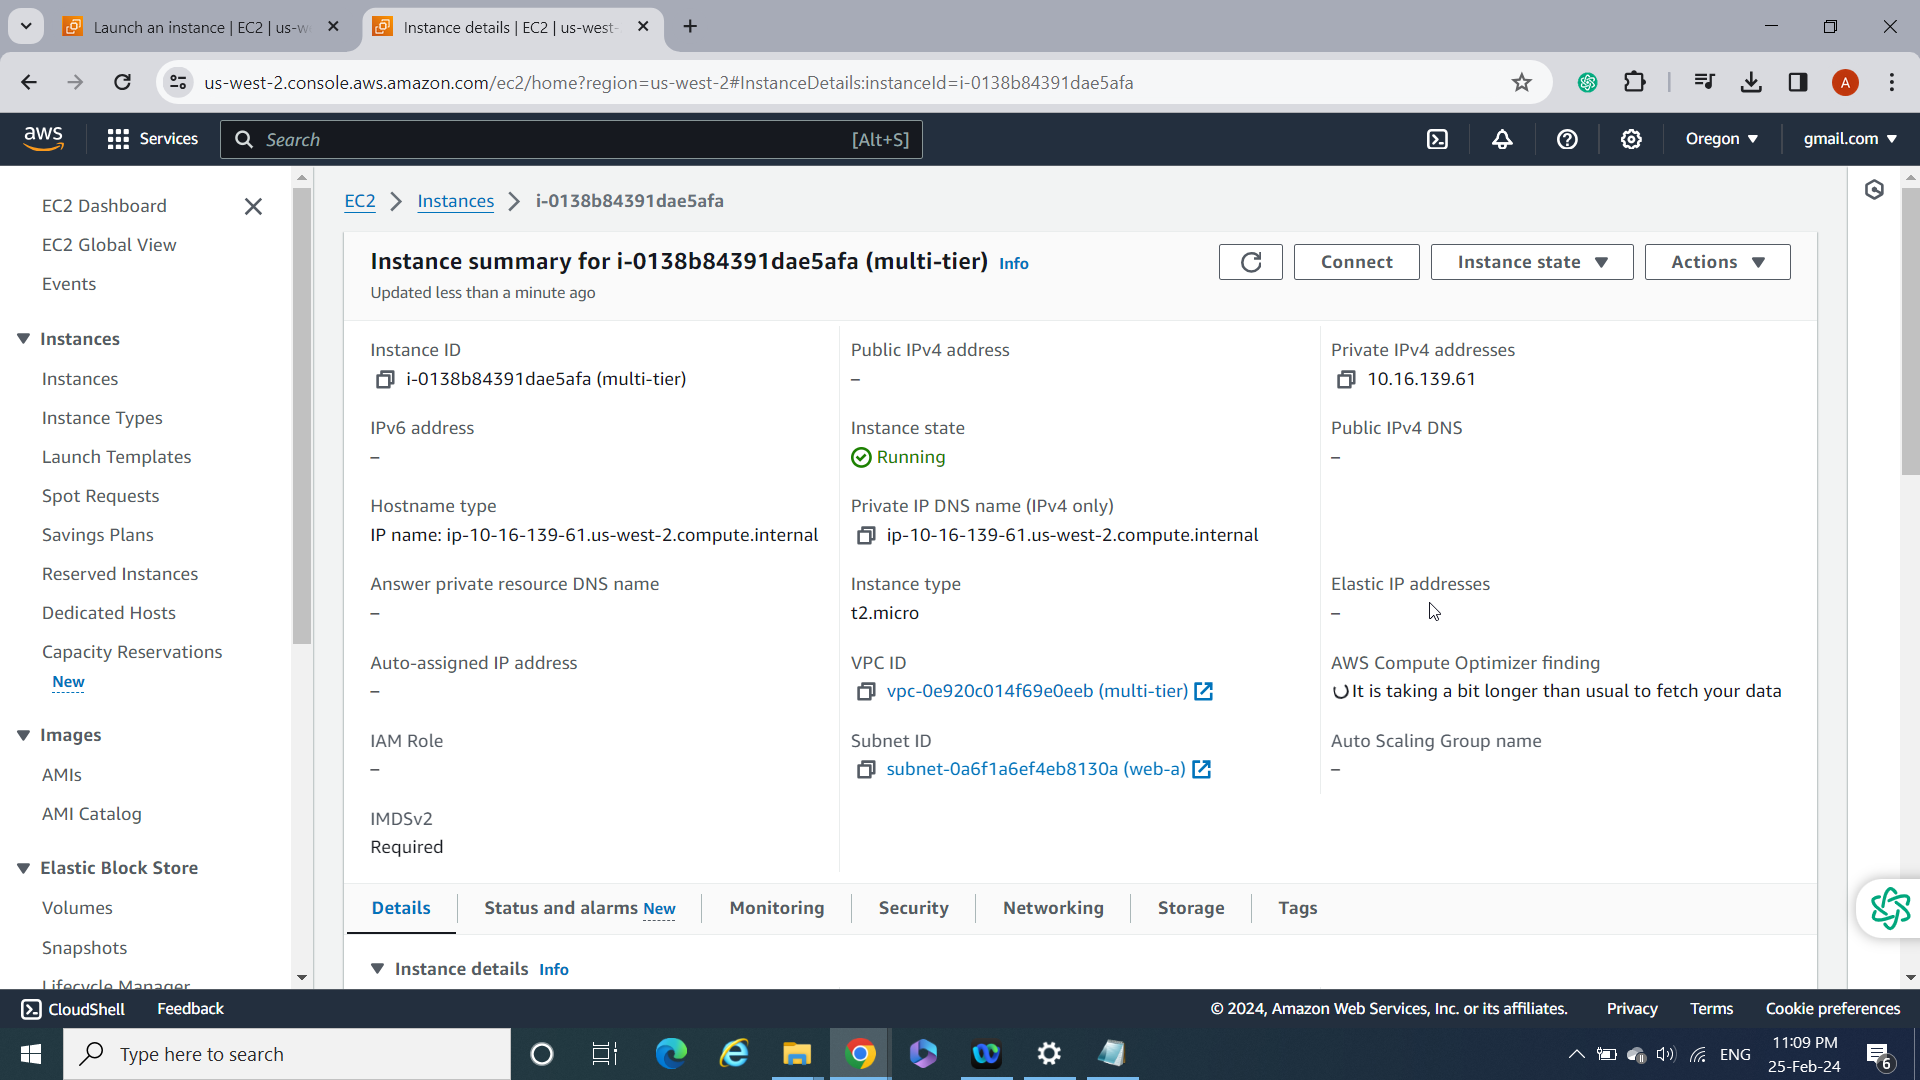 Launch an instance | EC2 | us-w
Instance details | EC2 | us-west-
us-west-2.console.aws.amazon.com/ec2/home?region=us-west-2#InstanceDetails:instanceId=i-0138b84391dae5afa
A
aws
Services
Search
[Alt+S]
Oregon
gmail.com
EC2 Dashboard
EC2 Global View
Events
Instances
Instances
Instance Types
Launch Templates
Spot Requests
Savings Plans
Reserved Instances
Dedicated Hosts
Capacity Reservations
New
Images
AMIs
AMI Catalog
Elastic Block Store
Volumes
Snapshots
Lifecycle Manager
EC2
Instances
i-0138b84391dae5afa
Instance summary for i-0138b84391dae5afa (multi-tier) Info
Updated less than a minute ago
Connect
Instance state
Actions
Instance ID
i-0138b84391dae5afa (multi-tier)
Public IPv4 address
–
Private IPv4 addresses
10.16.139.61
IPv6 address
–
Instance state
Running
Public IPv4 DNS
–
Hostname type
IP name: ip-10-16-139-61.us-west-2.compute.internal
Private IP DNS name (IPv4 only)
ip-10-16-139-61.us-west-2.compute.internal
Answer private resource DNS name
–
Instance type
t2.micro
Elastic IP addresses
–
Auto-assigned IP address
–
VPC ID
vpc-0e920c014f69e0eeb (multi-tier)
AWS Compute Optimizer finding
It is taking a bit longer than usual to fetch your data
IAM Role
–
Subnet ID
subnet-0a6f1a6ef4eb8130a (web-a)
Auto Scaling Group name
–
IMDSv2
Required
Details
Status and alarms New
Monitoring
Security
Networking
Storage
Tags
Instance details Info
CloudShell
Feedback
© 2024, Amazon Web Services, Inc. or its affiliates.
Privacy
Terms
Cookie preferences
Type here to search
ENG
11:09 PM
25-Feb-24
6